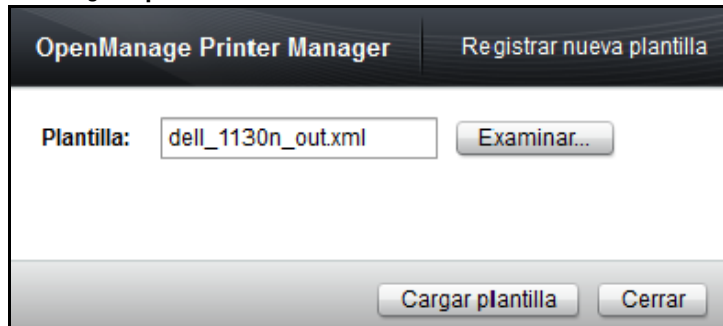 OpenManage Printer Manager Registrar nueva plantilla
Plantilla: dell_1130n_out.xml Examinar...
Cargar plantilla Cerrar